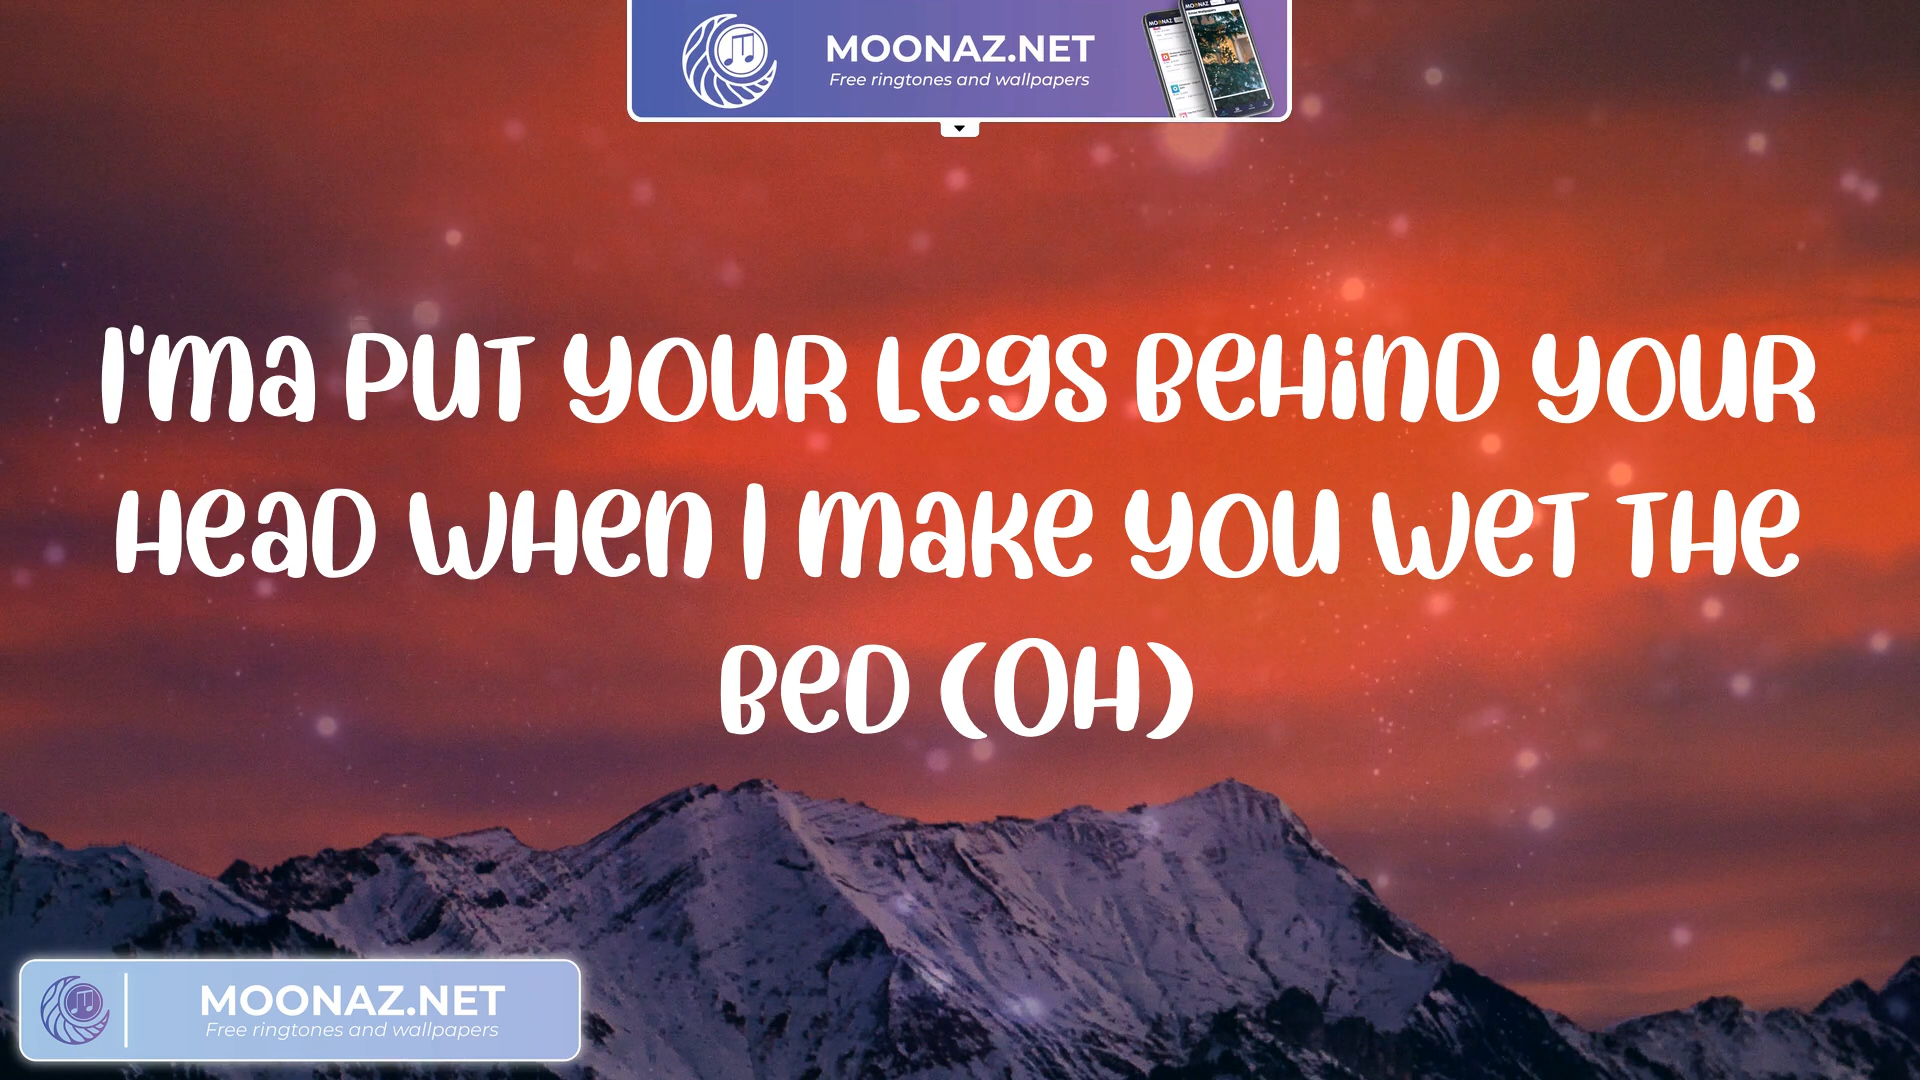 MOONAZ.NET
Free ringtones and wallpapers
I'ma put your legs behind your
head when I make you wet the
bed (Oh)
MOONAZ.NET
Free ringtones and wallpapers